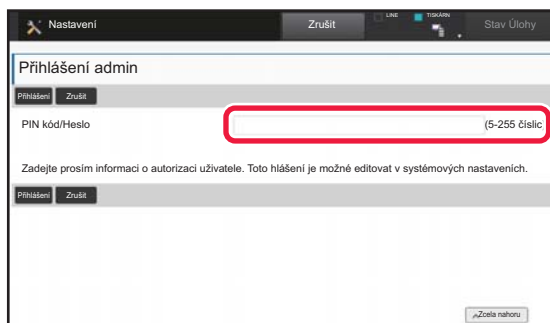 Nastavení Zrušit LINE TISKÁRN Stav Úlohy
Přihlášení admin
Přihlášení Zrušit
PIN kód/Heslo (5-255 číslic
Zadejte prosím informaci o autorizaci uživatele. Toto hlášení je možné editovat v systémových nastaveních.
Přihlášení Zrušit
Zcela nahoru